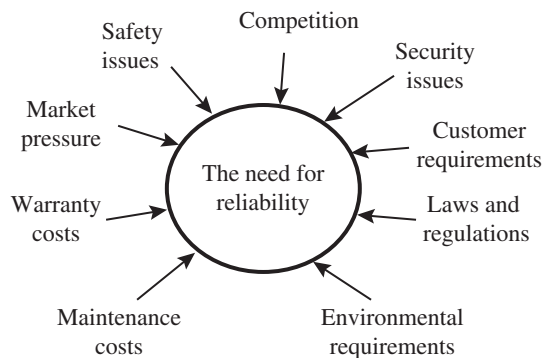 Competition
Safety
issues
Security
issues
Market
pressure
Customer
requirements
The need for
reliability
Warranty
costs
Laws and
regulations
Maintenance
costs
Environmental
requirements